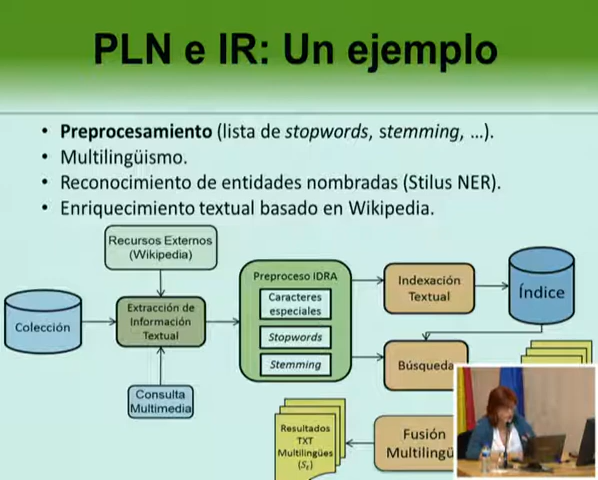 PLN e IR: Un ejemplo
• Preprocesamiento (lista de stopwords, stemming, ...).
• Multilingüismo.
• Reconocimiento de entidades nombradas (Stilus NER).
• Enriquecimiento textual basado en Wikipedia.
Recursos Externos
(Wikipedia)
Colección
Extracción de
Información
Textual
Consulta
Multimedia
Preproceso IDRA
Caracteres
especiales
Stopwords
Stemming
Indexación
Textual
Índice
Búsqueda
Fusión
Multilingü
Resultados
TXT
Multilingües